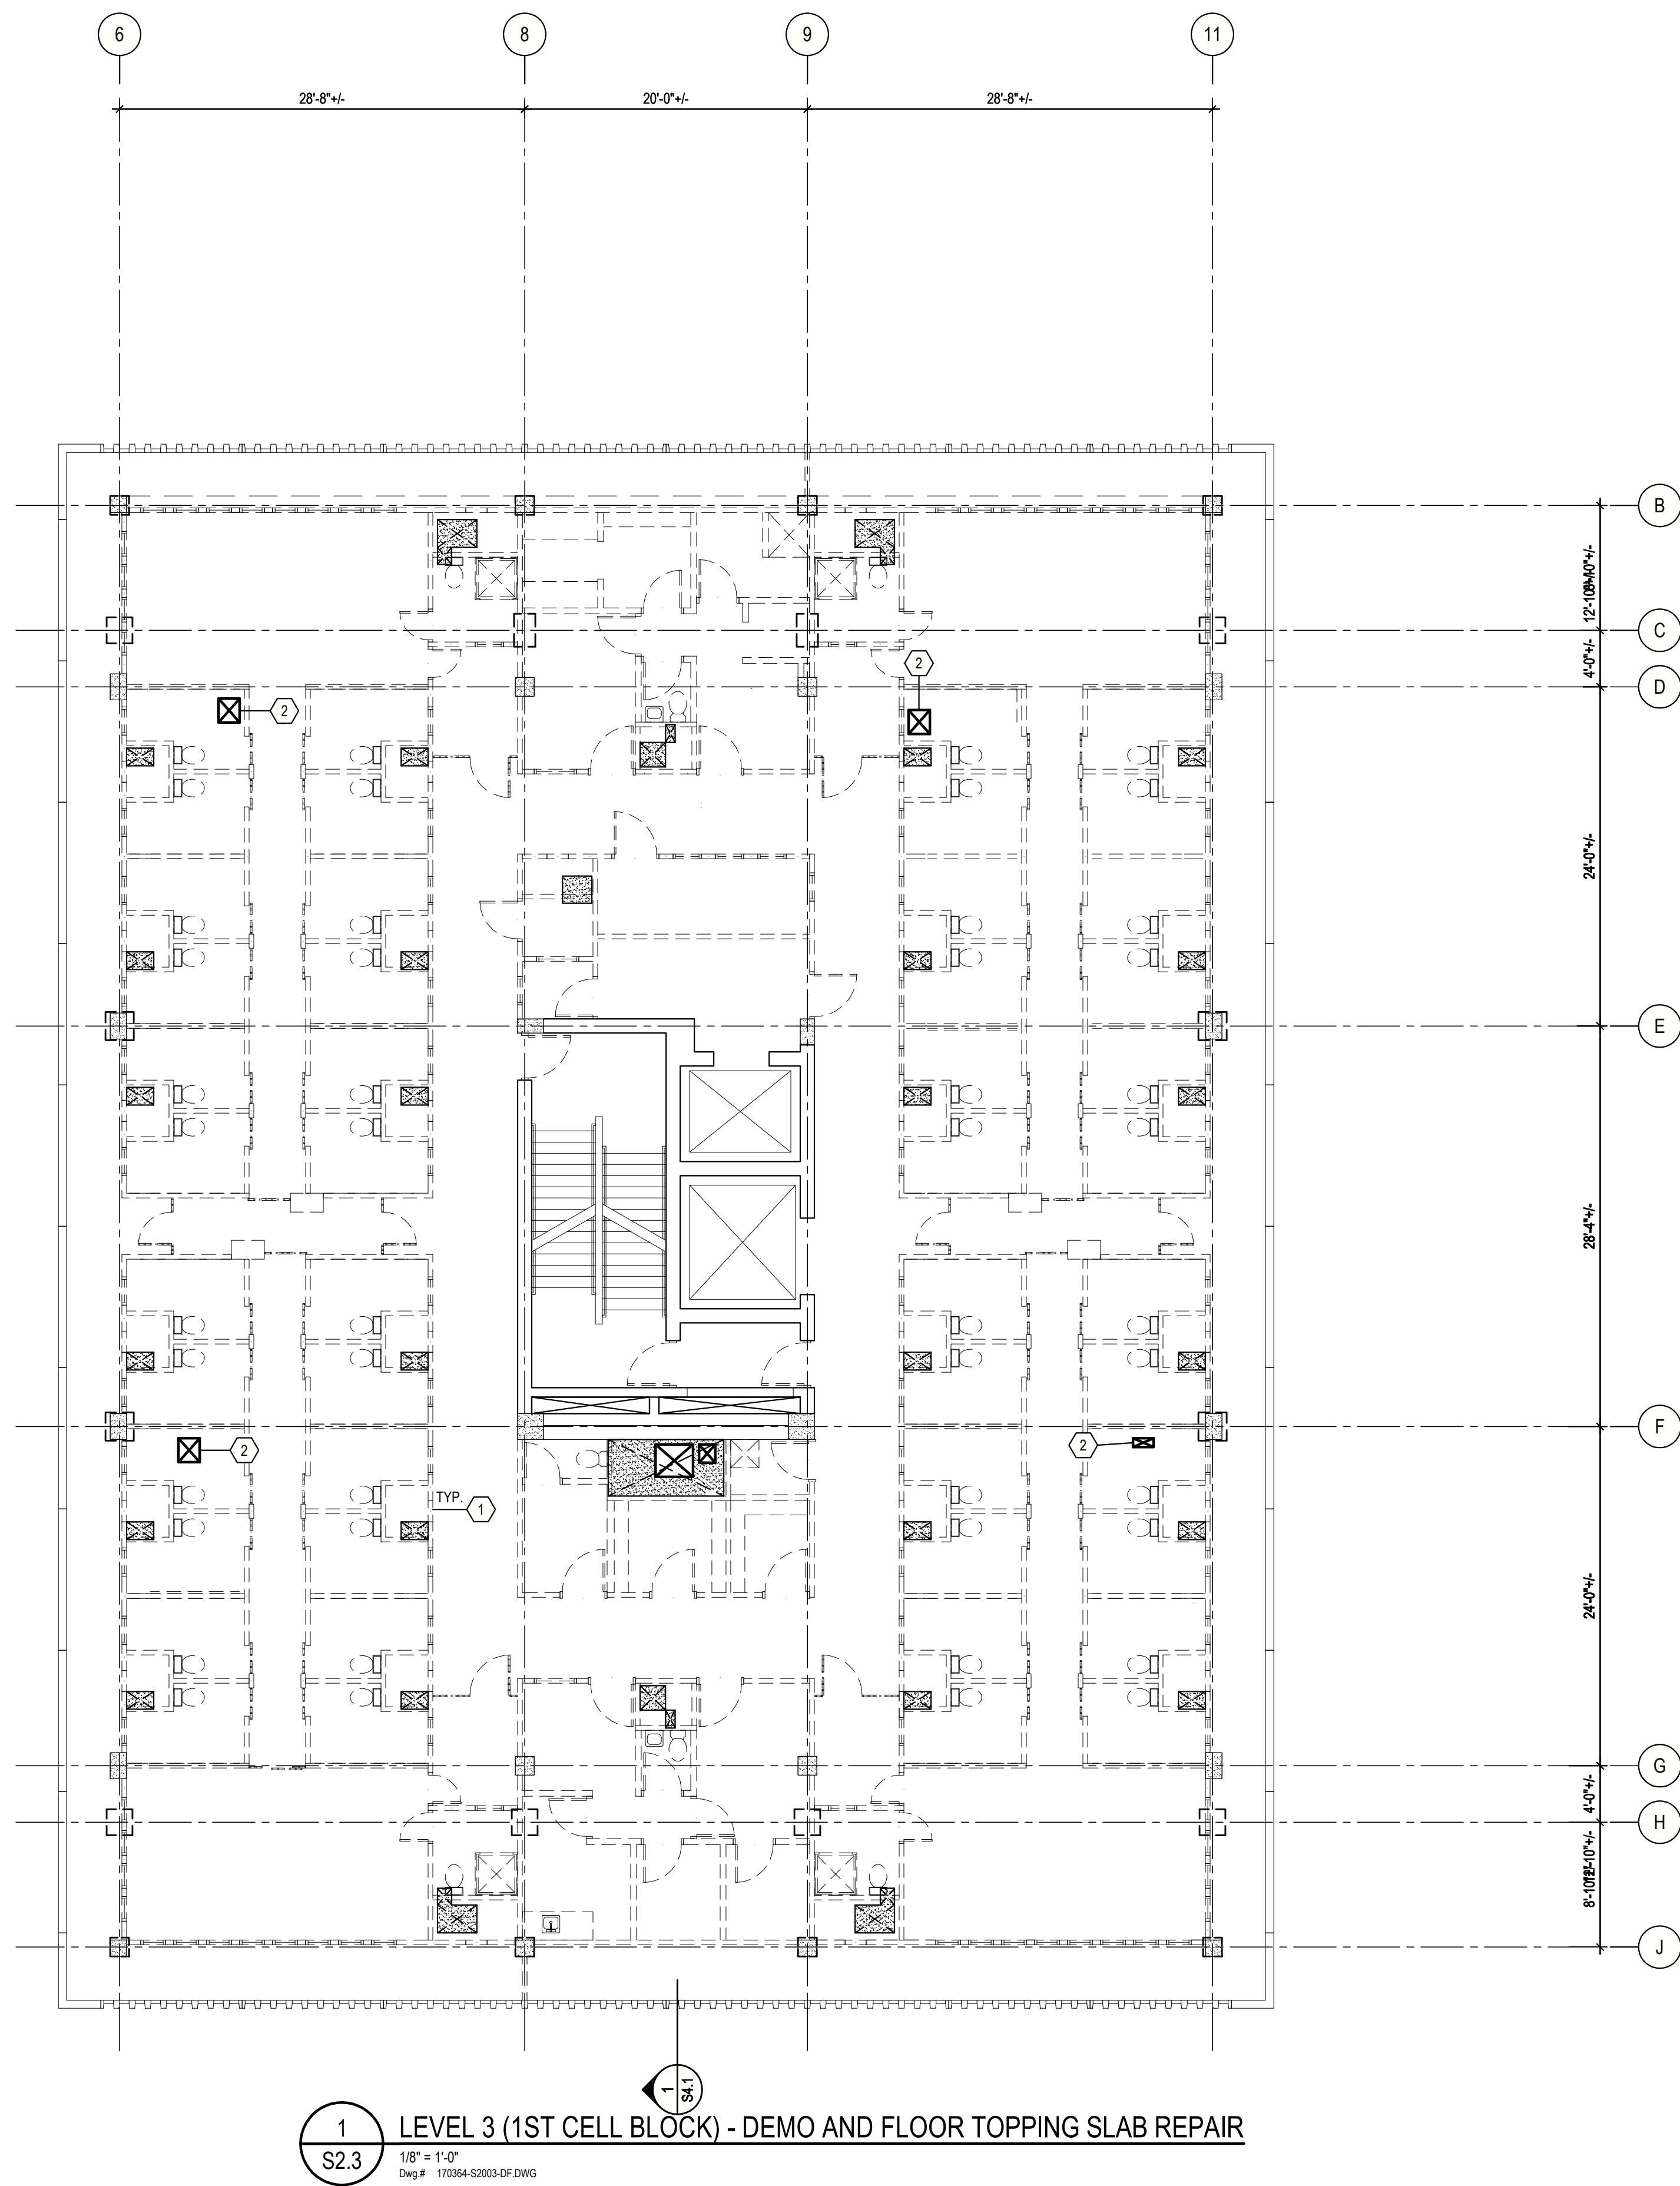 6 8 9 11
28'-8"+/- 20'-0"+/- 28'-8"+/-
B
C
4'-0"+/-
D
2
2
24'-0"+/-
E
28'-4"+/-
F
2
2
TYP.
1
24'-0"+/-
G
4'-0"+/-
H
J
1
S4.1
1
S2.3
LEVEL 3 (1ST CELL BLOCK) - DEMO AND FLOOR TOPPING SLAB REPAIR
1/8" = 1'-0"
Dwg.# 170364-S2003-DF.DWG